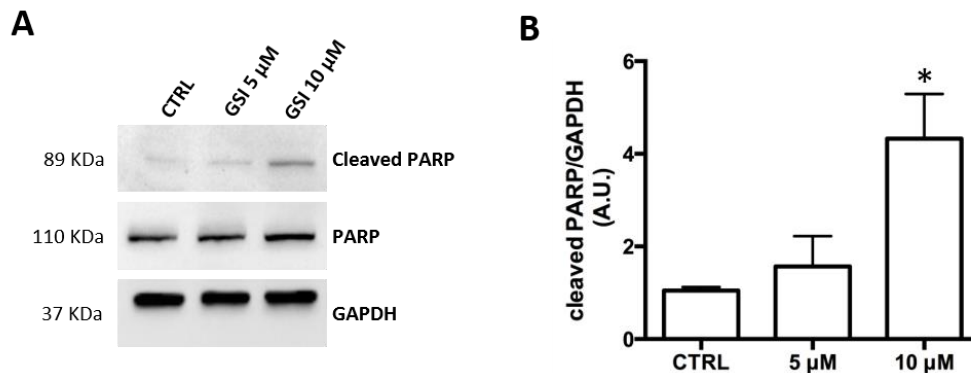 A
CTRL
GSI 5 µM
GSI 10 µM
89 KDa
Cleaved PARP
110 KDa
PARP
37 KDa
GAPDH
B
cleaved PARP/GAPDH
(A.U.)
6
4
2
0
*
CTRL
5 µM
10 µM